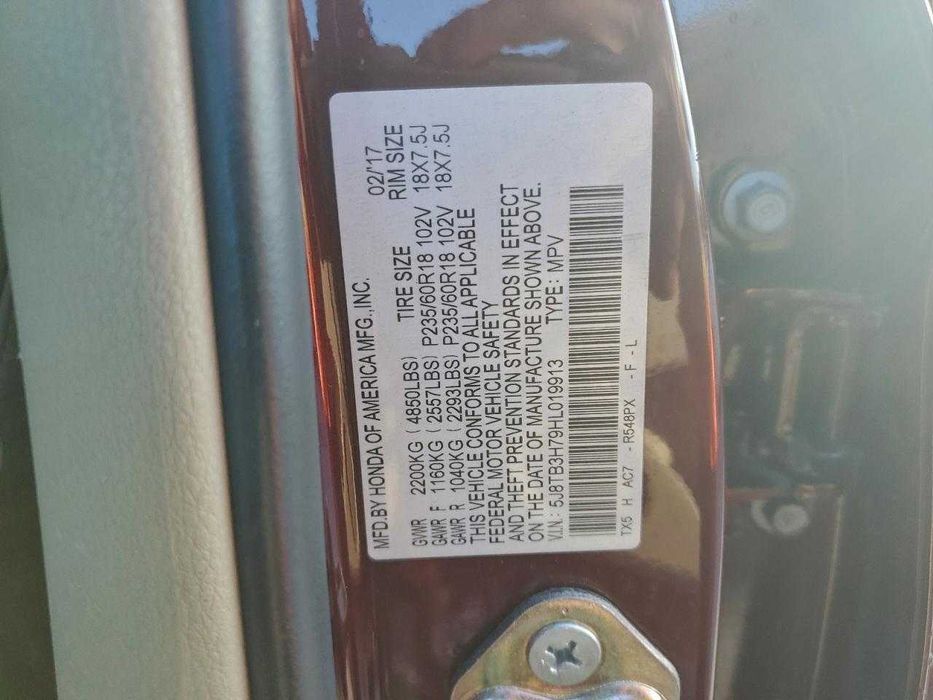 MFD.BY HONDA OF AMERICA MFG.,INC. 02/'17
TIRE SIZE RIM SIZE
GVWR 2200KG ( 4850LBS)
GAWR F 1160KG ( 2557LBS) P235/60R18 102V 18X7.5J
GAWR R 1040KG ( 2293LBS) P235/60R18 102V 18X7.5J
THIS VEHICLE CONFORMS TO ALL APPLICABLE
FEDERAL MOTOR VEHICLE SAFETY
AND THEFT PREVENTION STANDARDS IN EFFECT
ON THE DATE OF MANUFACTURE SHOWN ABOVE.
V.I.N.: 5J8TB3H79HL019913 TYPE: MPV
TX5 H AC7 - R548PX - F - L